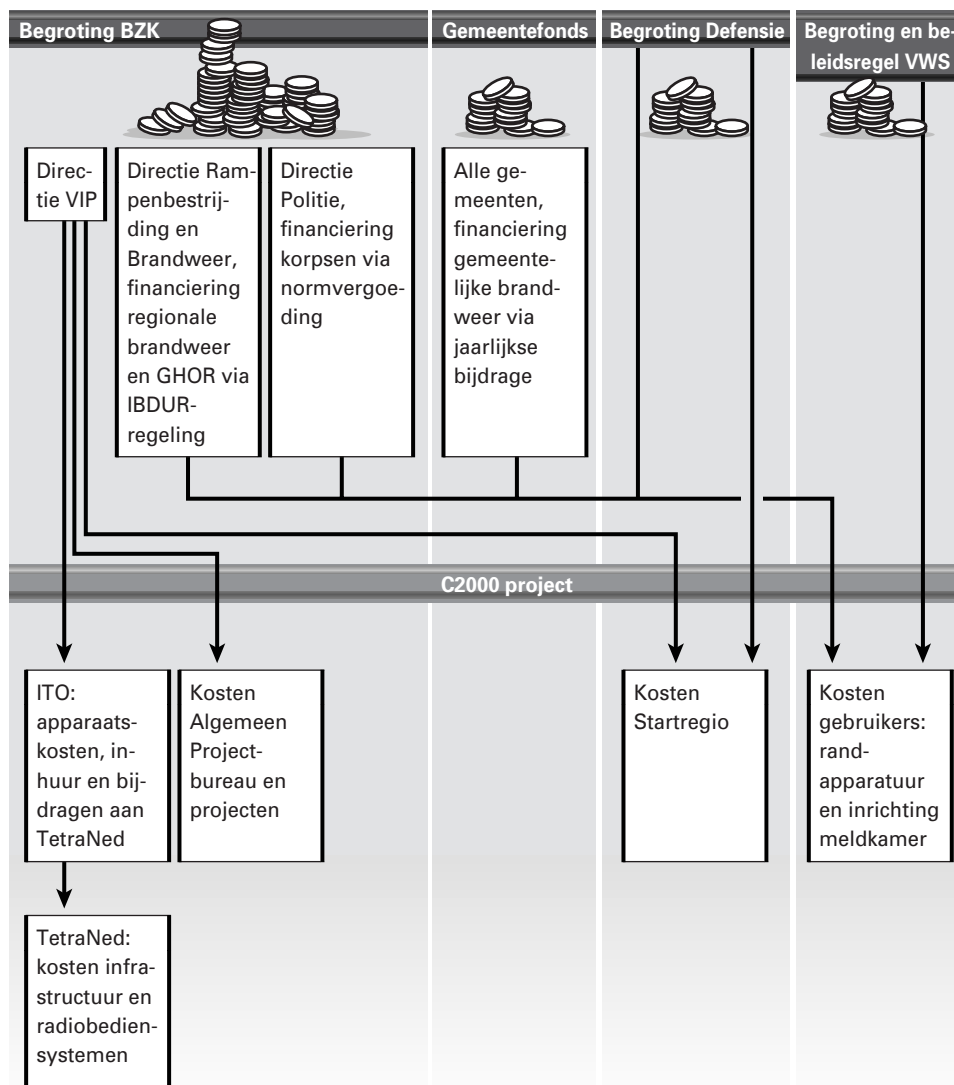 Begroting BZK
Gemeentefonds
Begroting Defensie
Begroting en be-
leidsregel VWS
Direc-
tie VIP
Directie Ram-
penbestrij-
ding en
Brandweer,
financiering
regionale
brandweer
en GHOR via
IBDUR-
regeling
Directie
Politie,
financiering
korpsen via
normvergoe-
ding
Alle ge-
meenten,
financiering
gemeente-
lijke brand-
weer via
jaarlijkse
bijdrage
C2000 project
ITO:
apparaats-
kosten, in-
huur en bij-
dragen aan
TetraNed
Kosten
Algemeen
Project-
bureau en
projecten
Kosten
Startregio
Kosten
gebruikers:
rand-
apparatuur
en inrichting
meldkamer
TetraNed:
kosten infra-
structuur en
radiobedien-
systemen